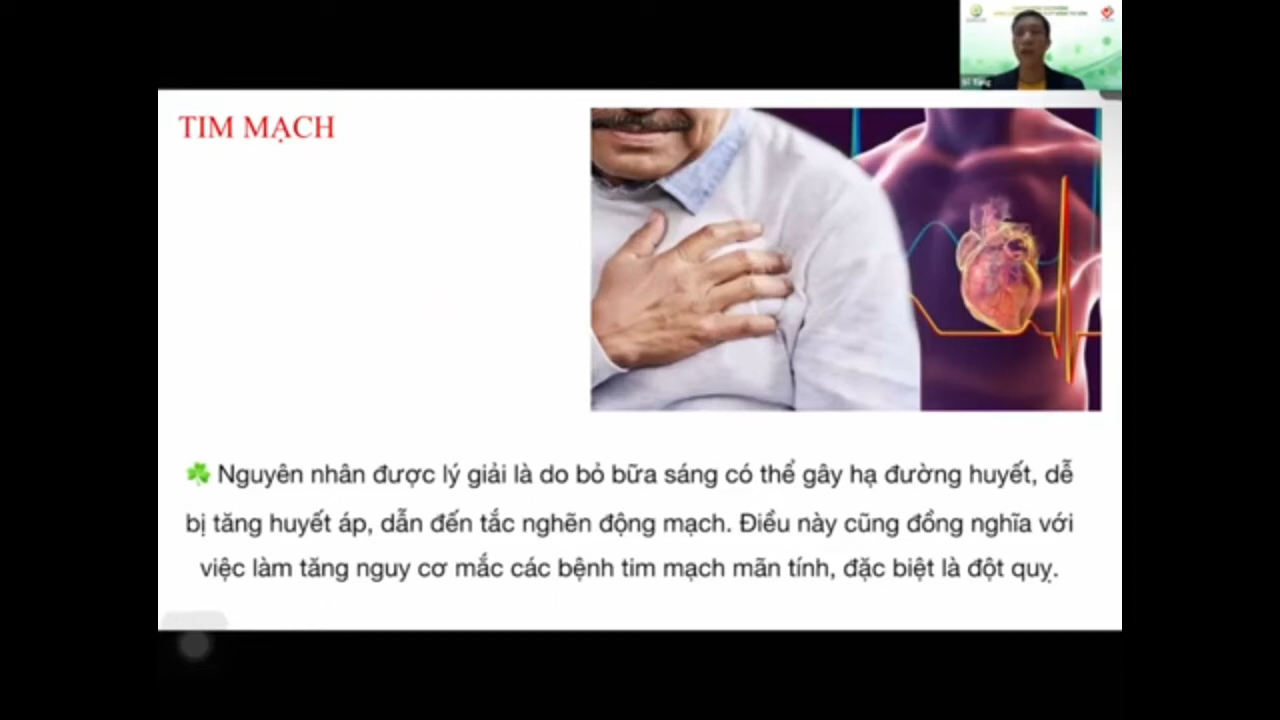 TIM MẠCH
☘️ Nguyên nhân được lý giải là do bỏ bữa sáng có thể gây hạ đường huyết, dễ
bị tăng huyết áp, dẫn đến tắc nghẽn động mạch. Điều này cũng đồng nghĩa với
việc làm tăng nguy cơ mắc các bệnh tim mạch mãn tính, đặc biệt là đột quỵ.